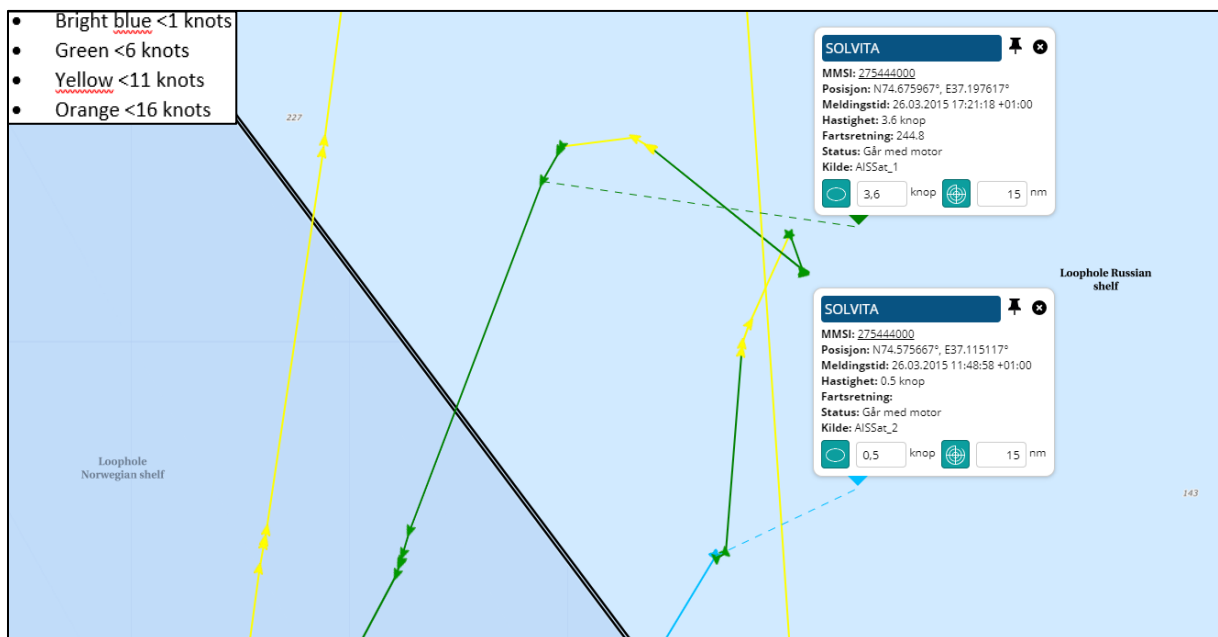 Bright blue <1 knots
Green <6 knots
Yellow <11 knots
Orange <16 knots
227
SOLVITA
MMSI: 275444000
Posisjon: N74.675967°, E37.197617°
Meldingstid: 26.03.2015 17:21:18 +01:00
Hastighet: 3.6 knop
Fartsretning: 244.8
Status: Går med motor
Kilde: AISSat_1
3,6 knop 15 nm
Loophole Russian
shelf
SOLVITA
MMSI: 275444000
Posisjon: N74.575667°, E37.115117°
Meldingstid: 26.03.2015 11:48:58 +01:00
Hastighet: 0.5 knop
Fartsretning:
Status: Går med motor
Kilde: AISSat_2
0,5 knop 15 nm
Loophole
Norwegian shelf
143